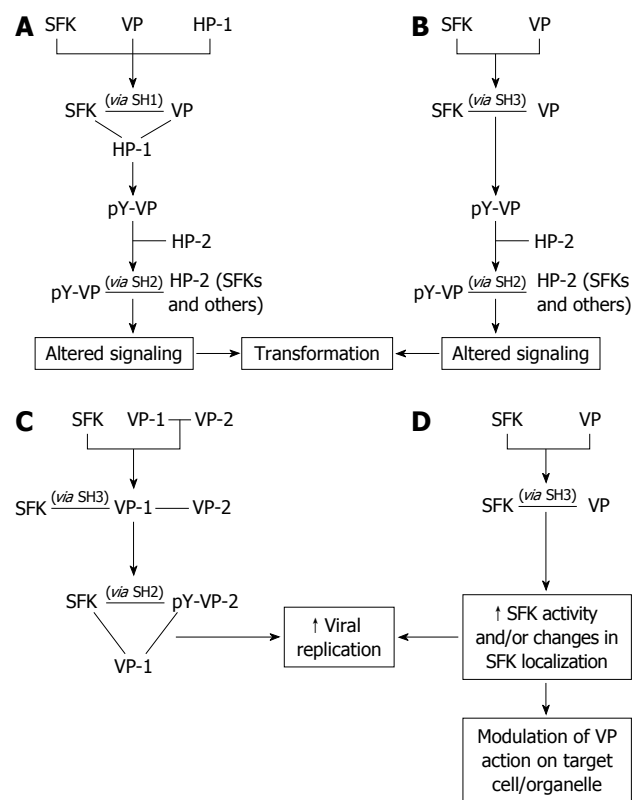 A
SFK VP HP-1
(via SH1)
SFK VP
HP-1
pY-VP
HP-2
pY-VP (via SH2) HP-2 (SFKs
and others)
Altered signaling
Transformation
B
SFK VP
(via SH3)
SFK VP
pY-VP
HP-2
pY-VP (via SH2) HP-2 (SFKs
and others)
Altered signaling
C
SFK VP-1 VP-2
(via SH3)
SFK VP-1 VP-2
(via SH2)
SFK pY-VP-2
VP-1
↑ Viral
replication
D
SFK VP
(via SH3)
SFK VP
↑ SFK activity
and/or changes in
SFK localization
Modulation of VP
action on target
cell/organelle